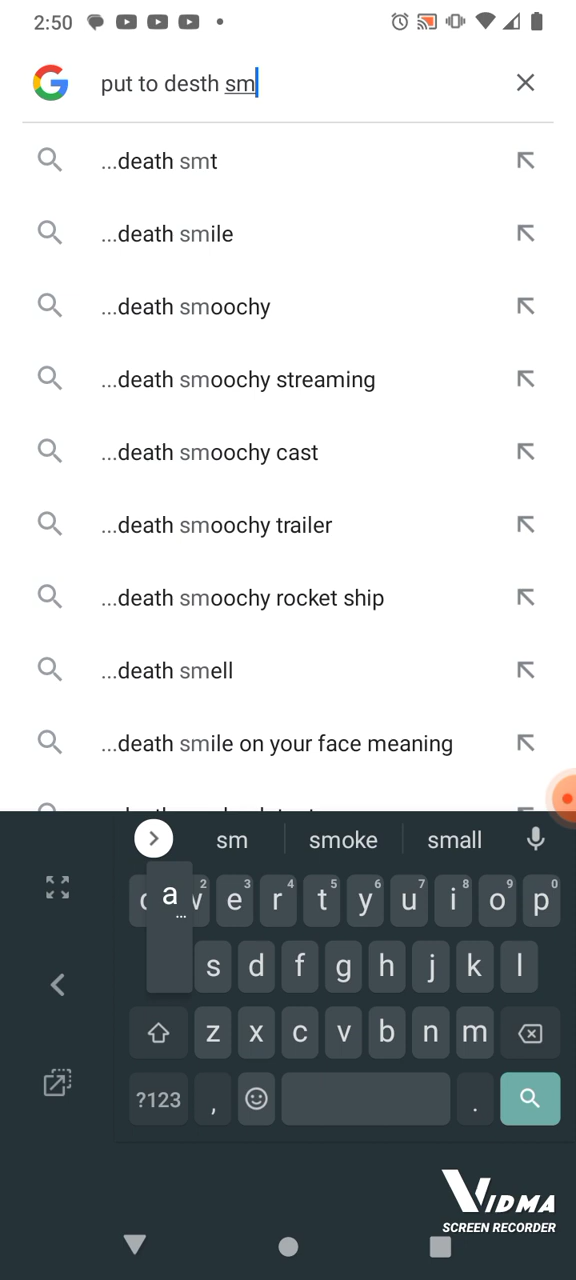 2:50
put to desth sm
...death smt
...death smile
...death smoochy
...death smoochy streaming
...death smoochy cast
...death smoochy trailer
...death smoochy rocket ship
...death smell
...death smile on your face meaning
sm smoke small
a 2 e 3 r 4 t 5 y 6 u 7 i 8 o 9 p 0
...
s d f g h j k l
z x c v b n m
?123 , .
VIDMA
SCREEN RECORDER